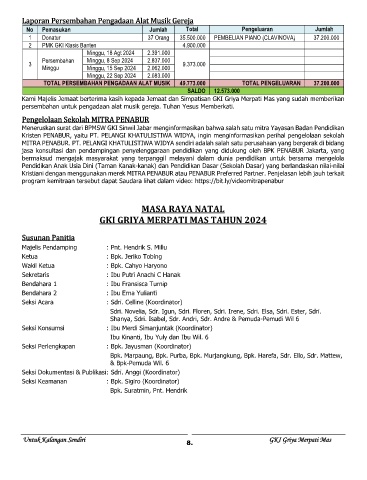 Laporan Persembahan Pengadaan Alat Musik Gereja
No Pemasukan Jumlah Total Pengeluaran Jumlah
1 Donatur 37 Orang 35.500.000 PEMBELIAN PIANO (CLAVINOVA) 37.200.000
2 PMK GKI Klasis Banten 4.900.000
3 Persembahan Minggu Minggu, 18 Agt 2024 2.391.000 9.373.000
Minggu, 8 Sep 2024 2.837.000
Minggu, 15 Sep 2024 2.062.000
Minggu, 22 Sep 2024 2.083.000
TOTAL PERSEMBAHAN PENGADAAN ALAT MUSIK 49.773.000 TOTAL PENGELUARAN 37.200.000
SALDO 12.573.000
Kami Majelis Jemaat berterima kasih kepada Jemaat dan Simpatisan GKI Griya Merpati Mas yang sudah memberikan
persembahan untuk pengadaan alat musik gereja. Tuhan Yesus Memberkati.
Pengelolaan Sekolah MITRA PENABUR
Meneruskan surat dari BPMSW GKI Sinwil Jabar menginformasikan bahwa salah satu mitra Yayasan Badan Pendidikan
Kristen PENABUR, yaitu PT. PELANGI KHATULISTIWA WIDYA, ingin menginformasikan perihal pengelolaan sekolah
MITRA PENABUR. PT. PELANGI KHATULISTIWA WIDYA sendiri adalah salah satu perusahaan yang bergerak di bidang
jasa konsultasi dan pendampingan penyelenggaraan pendidikan yang didukung oleh BPK PENABUR Jakarta, yang
bermaksud mengajak masyarakat yang terpanggil melayani dalam dunia pendidikan untuk bersama mengelola
Pendidikan Anak Usia Dini (Taman Kanak-Kanak) dan Pendidikan Dasar (Sekolah Dasar) yang berlandaskan nilai-nilai
Kristiani dengan menggunakan merek MITRA PENABUR atau PENABUR Preferred Partner. Penjelasan lebih jauh terkait
program kemitraan tersebut dapat Saudara lihat dalam video: https://bit.ly/videomitrapenabur
MASA RAYA NATAL
GKI GRIYA MERPATI MAS TAHUN 2024
Susunan Panitia
Majelis Pendamping : Pnt. Hendrik S. Millu
Ketua : Bpk. Jeriko Tobing
Wakil Ketua : Bpk. Cahyo Haryono
Sekretaris : Ibu Putri Anachi C Hanak
Bendahara 1 : Ibu Fransisca Turnip
Bendahara 2 : Ibu Erna Yulianti
Seksi Acara : Sdri. Celline (Koordinator)
Sdri. Novelia, Sdr. Igun, Sdri. Floren, Sdri. Irene, Sdri. Elsa, Sdri. Ester, Sdri.
Shanya, Sdri. Isabel, Sdr. Andri, Sdr. Andre & Pemuda-Pemudi Wil 6
Seksi Konsumsi : Ibu Merdi Simanjuntak (Koordinator)
Ibu Kinanti, Ibu Yuly dan Ibu Wil. 6
Seksi Perlengkapan : Bpk. Jayusman (Koordinator)
Bpk. Marpaung, Bpk. Purba, Bpk. Murjangkung, Bpk. Harefa, Sdr. Elio, Sdr. Mattew,
& Bpk-Pemuda Wil. 6
Seksi Dokumentasi & Publikasi: Sdri. Anggi (Koordinator)
Seksi Keamanan : Bpk. Sigiro (Koordinator)
Bpk. Suratmin, Pnt. Hendrik
Untuk Kalangan Sendiri GKI Griya Merpati Mas
8.